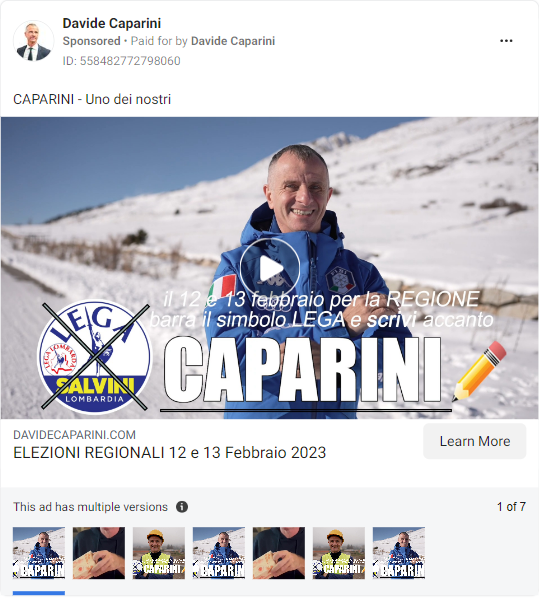 Davide Caparini
Sponsored • Paid for by Davide Caparini
ID: 558482772798060
CAPARINI - Uno dei nostri
il 12 e 13 febbraio per la REGIONE
barra il simbolo LEGA e scrivi accanto
LEGA
LEGA LOMBARDA
SALVINI
LOMBARDIA
CAPARINI
DAVIDECAPARINI.COM
ELEZIONI REGIONALI 12 e 13 Febbraio 2023
Learn More
This ad has multiple versions
1 of 7
CAPARINI
CAPARINI
CAPARINI
CAPARINI
CAPARINI